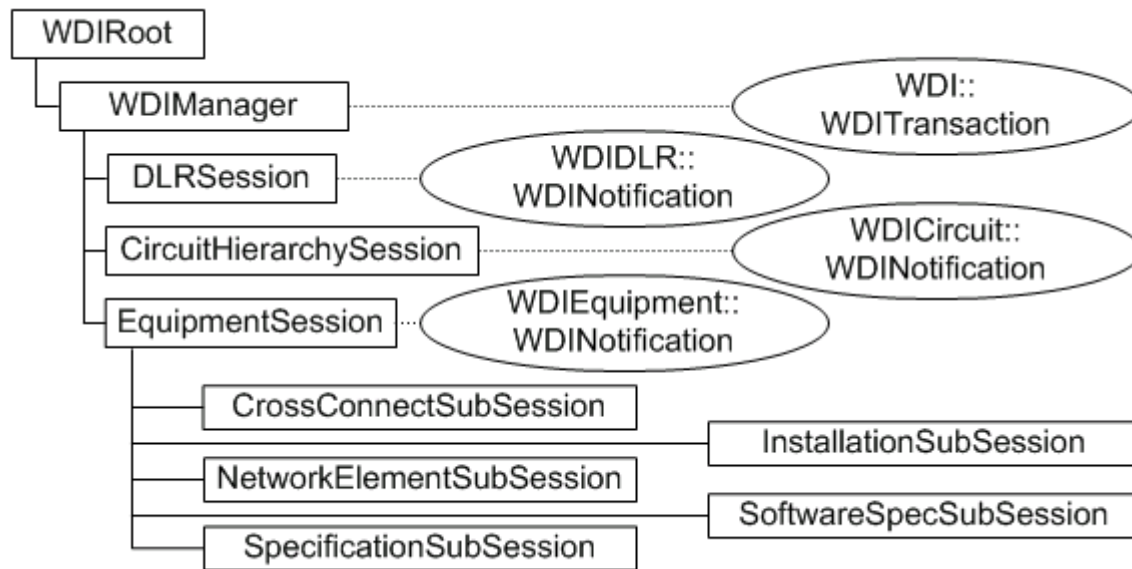 WDIRoot
WDIManager
WDI::
WDITransaction
DLRSession
WDIDLR::
WDINotification
CircuitHierarchySession
WDICircuit::
WDINotification
EquipmentSession
WDIEquipment::
WDINotification
CrossConnectSubSession
InstallationSubSession
NetworkElementSubSession
SoftwareSpecSubSession
SpecificationSubSession